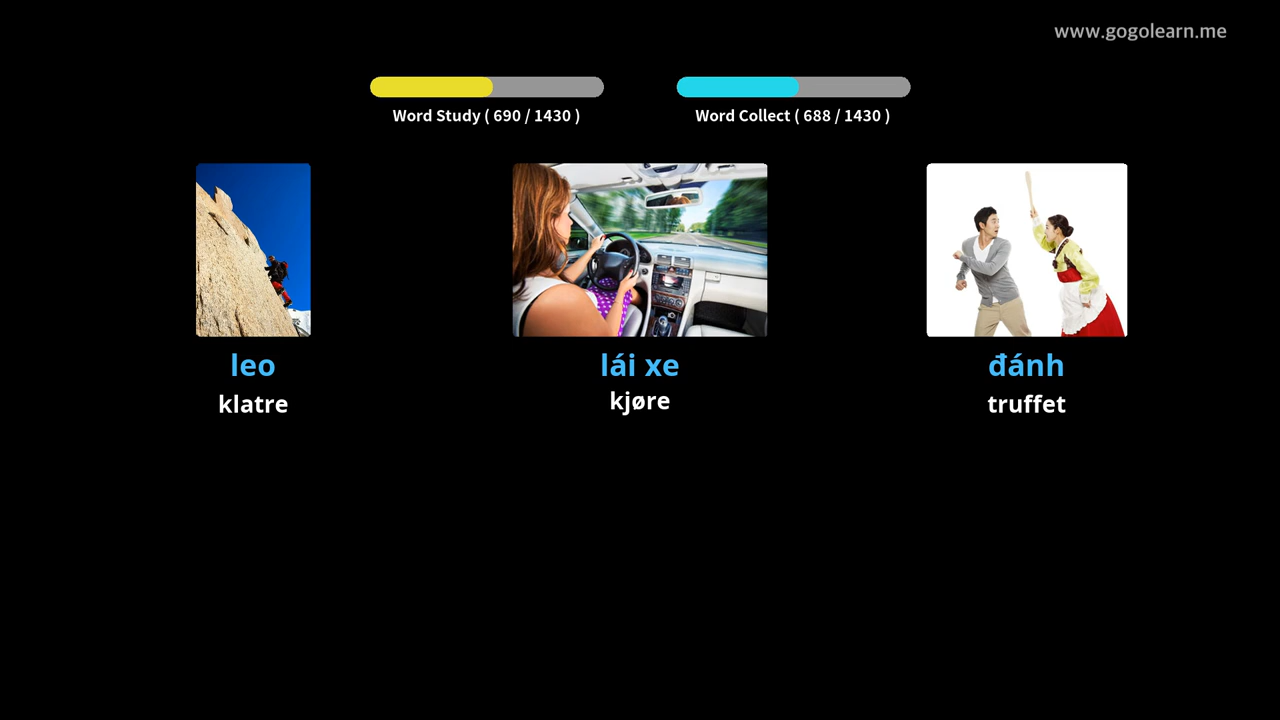 www.gogolearn.me
Word Study ( 690 / 1430 )
Word Collect ( 688 / 1430 )
leo
klatre
lái xe
kjøre
đánh
truffet